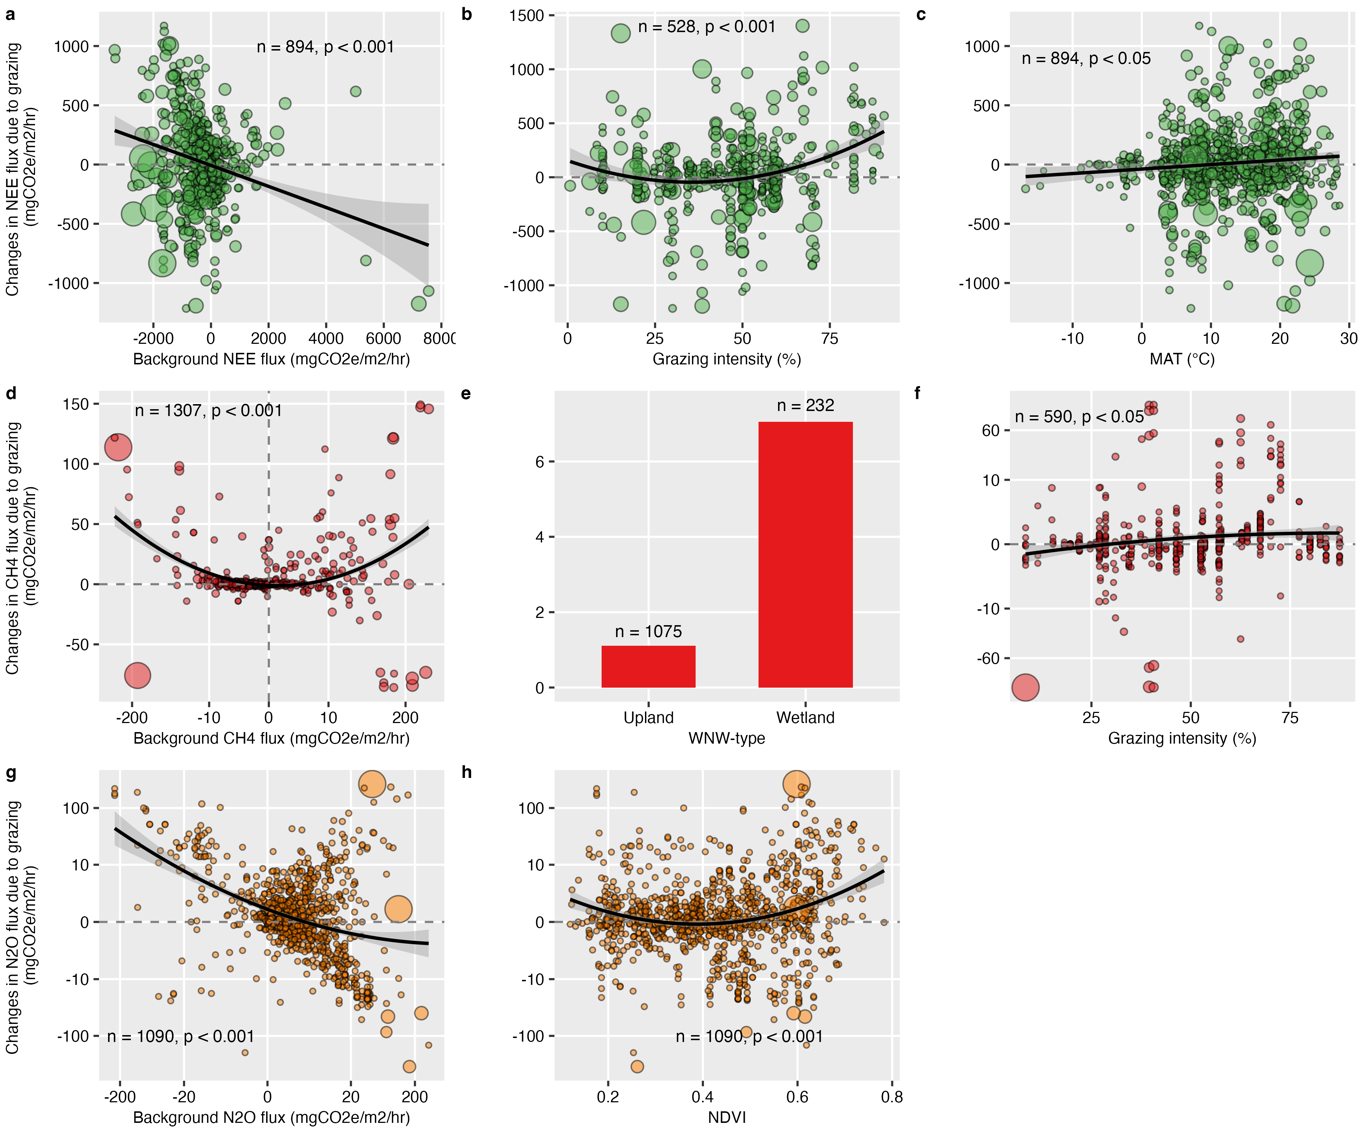 a
n = 894, p < 0.001
1000
500
0
-500
-1000
-2000
0
2000
4000
6000
8000
Background NEE flux (mgCO2e/m2/hr)
Changes in NEE flux due to grazing
(mgCO2e/m2/hr)
b
n = 528, p < 0.001
1500
1000
500
0
-500
-1000
0
25
50
75
Grazing intensity (%)
c
n = 894, p < 0.05
1000
500
0
-500
-1000
-10
0
10
20
30
MAT (°C)
d
n = 1307, p < 0.001
150
100
50
0
-50
-200
-10
0
10
200
Background CH4 flux (mgCO2e/m2/hr)
Changes in CH4 flux due to grazing
(mgCO2e/m2/hr)
e
n = 232
n = 1075
6
4
2
0
Upland
Wetland
WNW-type
f
n = 590, p < 0.05
60
10
0
-10
-60
25
50
75
Grazing intensity (%)
g
n = 1090, p < 0.001
100
10
0
-10
-100
-200
-20
0
20
200
Background N2O flux (mgCO2e/m2/hr)
Changes in N2O flux due to grazing
(mgCO2e/m2/hr)
h
n = 1090, p < 0.001
100
10
0
-10
-100
0.2
0.4
0.6
0.8
NDVI